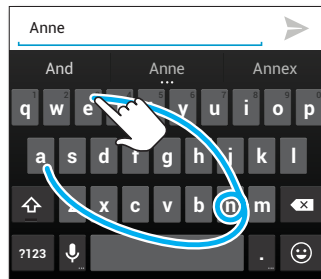 Anne
And Anne Annex
q w e y u i o p
a s d f g h j k l
z x c v b n m
?123 .